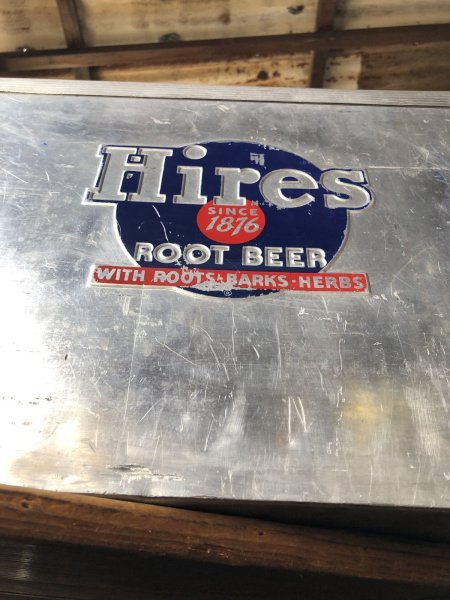 Hires
SINCE
1876
ROOT BEER
WITH ROOTS·BARKS·HERBS
®